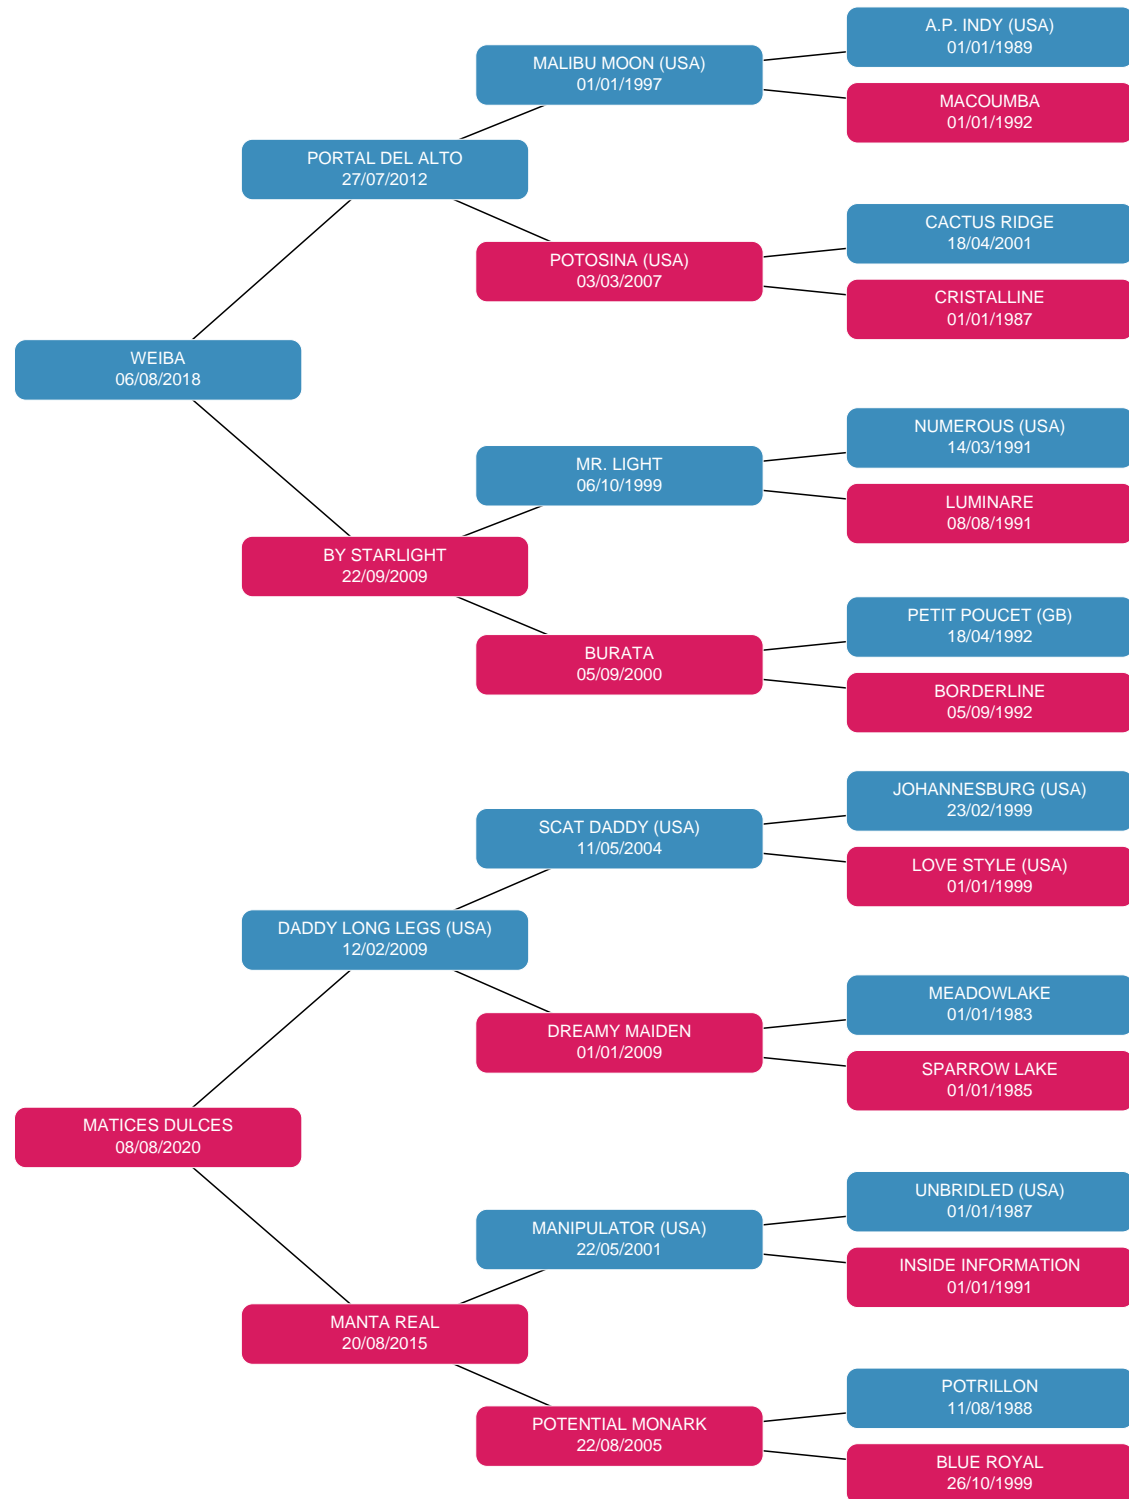 A.P. INDY (USA)
01/01/1989
MALIBU MOON (USA)
01/01/1997
MACOUMBA
01/01/1992
PORTAL DEL ALTO
27/07/2012
CACTUS RIDGE
18/04/2001
POTOSINA (USA)
03/03/2007
CRISTALLINE
01/01/1987
WEIBA
06/08/2018
NUMEROUS (USA)
14/03/1991
MR. LIGHT
06/10/1999
LUMINARE
08/08/1991
BY STARLIGHT
22/09/2009
PETIT POUCET (GB)
18/04/1992
BURATA
05/09/2000
BORDERLINE
05/09/1992
JOHANNESBURG (USA)
23/02/1999
SCAT DADDY (USA)
11/05/2004
LOVE STYLE (USA)
01/01/1999
DADDY LONG LEGS (USA)
12/02/2009
MEADOWLAKE
01/01/1983
DREAMY MAIDEN
01/01/2009
SPARROW LAKE
01/01/1985
MATICES DULCES
08/08/2020
UNBRIDLED (USA)
01/01/1987
MANIPULATOR (USA)
22/05/2001
INSIDE INFORMATION
01/01/1991
MANTA REAL
20/08/2015
POTRILLON
11/08/1988
POTENTIAL MONARK
22/08/2005
BLUE ROYAL
26/10/1999